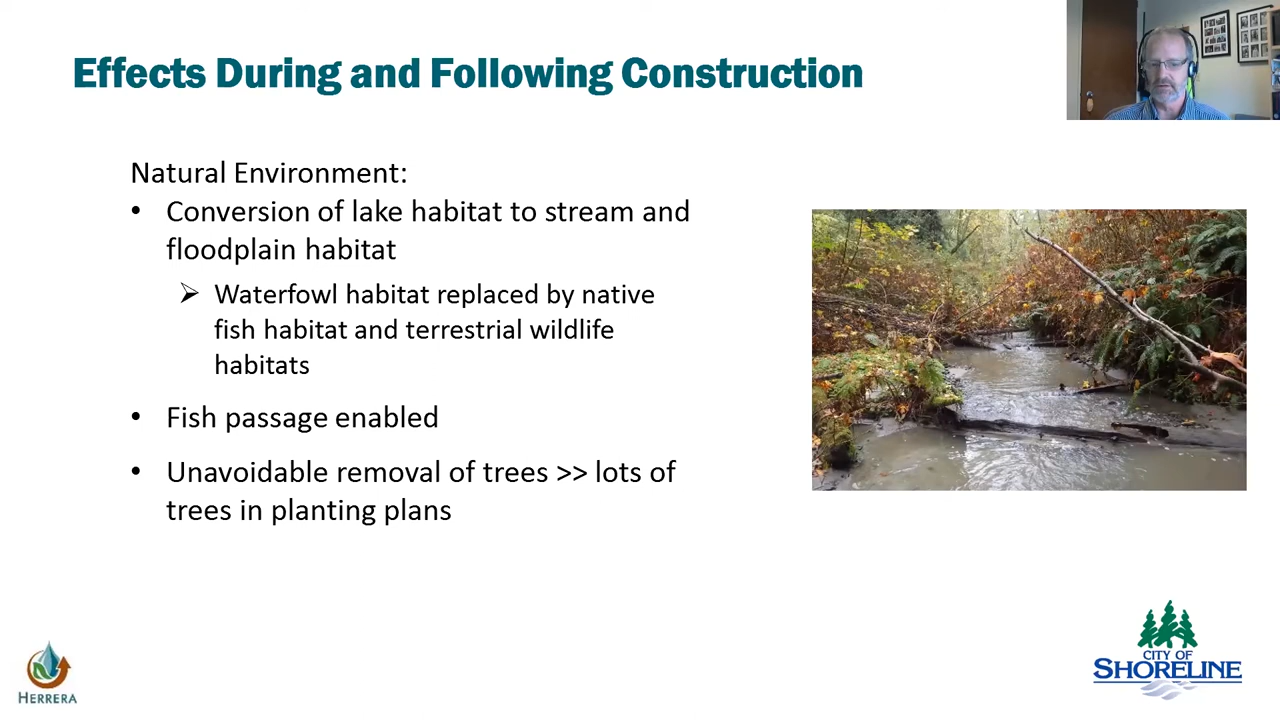 Effects During and Following Construction
Natural Environment:
• Conversion of lake habitat to stream and
floodplain habitat
➢ Waterfowl habitat replaced by native
fish habitat and terrestrial wildlife
habitats
• Fish passage enabled
• Unavoidable removal of trees >> lots of
trees in planting plans
HERRERA
CITY OF
SHORELINE